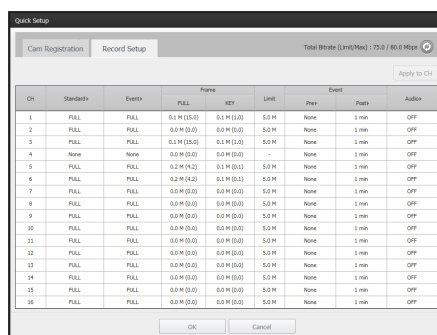 Quick Setup
Cam Registration Record Setup Total Bitrate (Limit/Max) : 75.0 / 80.0 Mbps
Apply to CH
CH Standard▸ Event▸ Frame Limit Event Audio▸
FULL KEY Pre▸ Post▸
1 FULL FULL 0.1 M (15.0) 0.1 M (1.0) 5.0 M None 1 min OFF
2 FULL FULL 0.0 M (0.0) 0.0 M (0.0) 5.0 M None 1 min OFF
3 FULL FULL 0.1 M (15.0) 0.1 M (1.0) 5.0 M None 1 min OFF
4 None None 0.0 M (0.0) 0.0 M (0.0) - None 1 min OFF
5 FULL FULL 0.2 M (4.2) 0.1 M (0.1) 5.0 M None 1 min OFF
6 FULL FULL 0.2 M (4.2) 0.1 M (0.1) 5.0 M None 1 min OFF
7 FULL FULL 0.0 M (0.0) 0.0 M (0.0) 5.0 M None 1 min OFF
8 FULL FULL 0.0 M (0.0) 0.0 M (0.0) 5.0 M None 1 min OFF
9 FULL FULL 0.0 M (0.0) 0.0 M (0.0) 5.0 M None 1 min OFF
10 FULL FULL 0.0 M (0.0) 0.0 M (0.0) 5.0 M None 1 min OFF
11 FULL FULL 0.0 M (0.0) 0.0 M (0.0) 5.0 M None 1 min OFF
12 FULL FULL 0.0 M (0.0) 0.0 M (0.0) 5.0 M None 1 min OFF
13 FULL FULL 0.0 M (0.0) 0.0 M (0.0) 5.0 M None 1 min OFF
14 FULL FULL 0.0 M (0.0) 0.0 M (0.0) 5.0 M None 1 min OFF
15 FULL FULL 0.0 M (0.0) 0.0 M (0.0) 5.0 M None 1 min OFF
16 FULL FULL 0.0 M (0.0) 0.0 M (0.0) 5.0 M None 1 min OFF
OK Cancel